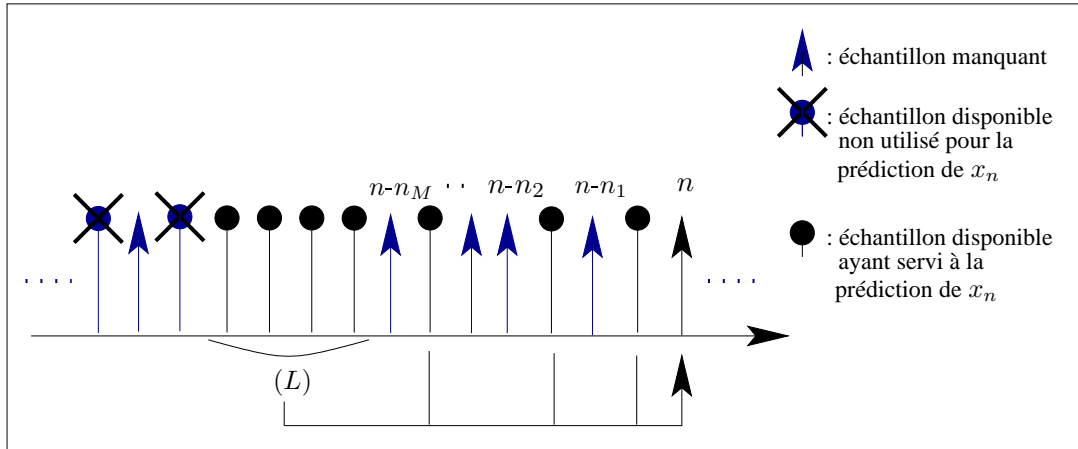 : échantillon manquant
: échantillon disponible
non utilisé pour la
prédiction de $x_n$
n-n_M · · n-n_2 n-n_1 n
: échantillon disponible
ayant servi à la
prédiction de $x_n$
(L)